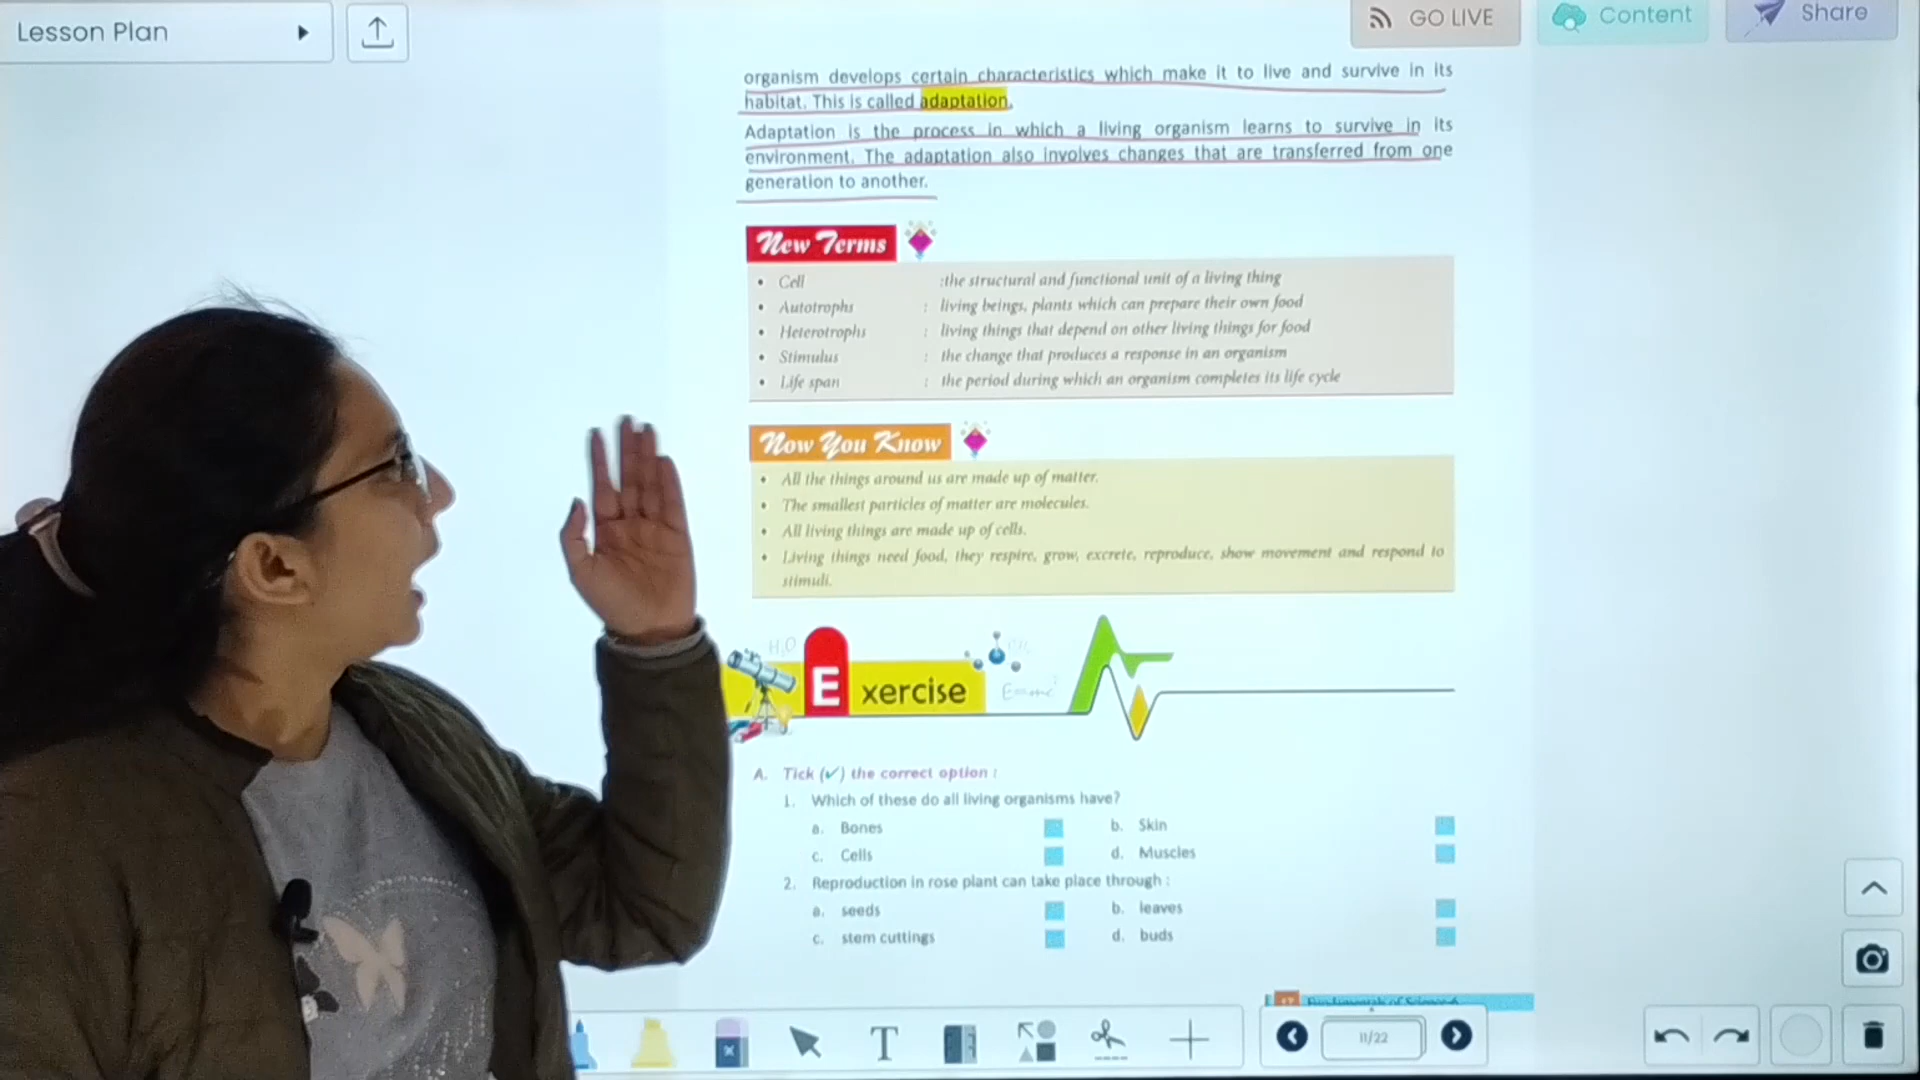 Lesson Plan
GO LIVE
Content
Share
organism develops certain characteristics which make it to live and survive in its
habitat. This is called adaptation.
Adaptation is the process in which a living organism learns to survive in its
environment. The adaptation also involves changes that are transferred from one
generation to another.
New Terms
• Cell :the structural and functional unit of a living thing
• Autotrophs : living beings, plants which can prepare their own food
• Heterotrophs : living things that depend on other living things for food
• Stimulus : the change that produces a response in an organism
• Life span : the period during which an organism completes its life cycle
Now You Know
• All the things around us are made up of matter.
• The smallest particles of matter are molecules.
• All living things are made up of cells.
• Living things need food, they respire, grow, excrete, reproduce, show movement and respond to
stimuli.
H₂O
Exercise
E=mc²
A. Tick (✓) the correct option :
1. Which of these do all living organisms have?
a. Bones b. Skin
c. Cells d. Muscles
2. Reproduction in rose plant can take place through :
a. seeds b. leaves
c. stem cuttings d. buds
Fundamentals of Science-6
T
11/22